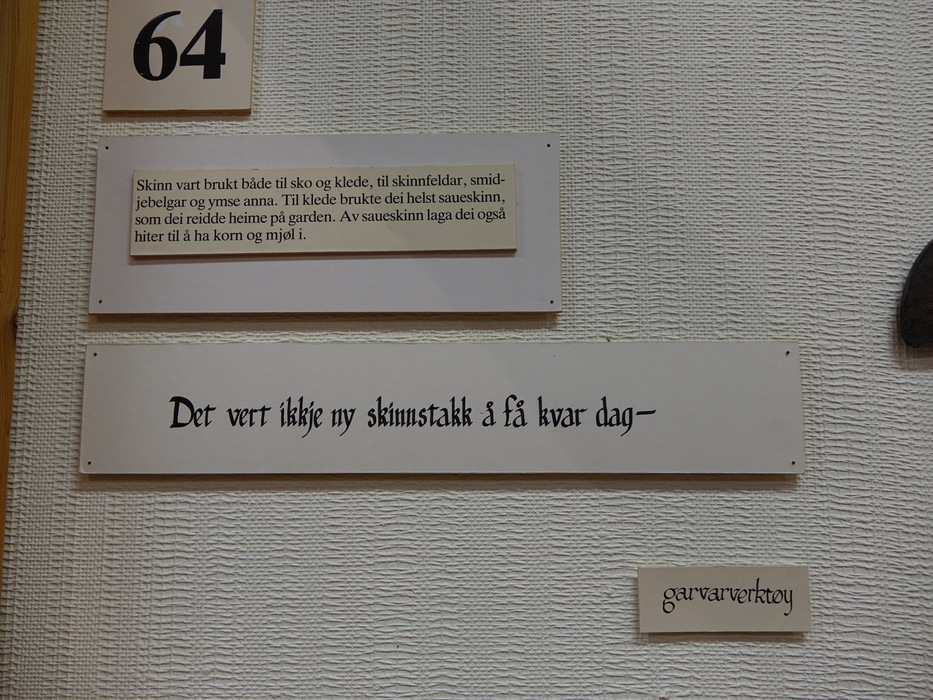 64
Skinn vart brukt både til sko og klede, til skinnfeldar, smid-
jebelgar og ymse anna. Til klede brukte dei helst saueskinn,
som dei reidde heime på garden. Av saueskinn laga dei også
hiter til å ha korn og mjøl i.
Det vert ikkje ny skinnstakk å få kvar dag—
garvarverktøy